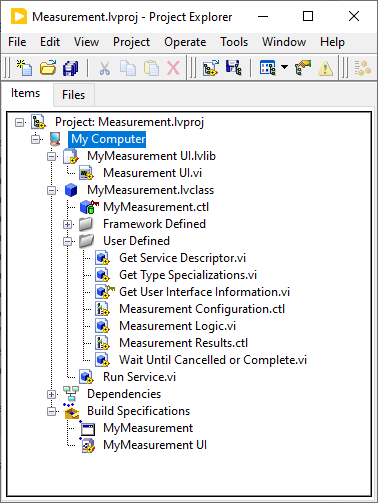 Measurement.lvproj - Project Explorer
File Edit View Project Operate Tools Window Help
Items Files
Project: Measurement.lvproj
My Computer
MyMeasurement UI.lvlib
Measurement UI.vi
MyMeasurement.lvclass
MyMeasurement.ctl
Framework Defined
User Defined
Get Service Descriptor.vi
Get Type Specializations.vi
Get User Interface Information.vi
Measurement Configuration.ctl
Measurement Logic.vi
Measurement Results.ctl
Wait Until Cancelled or Complete.vi
Run Service.vi
Dependencies
Build Specifications
MyMeasurement
MyMeasurement UI